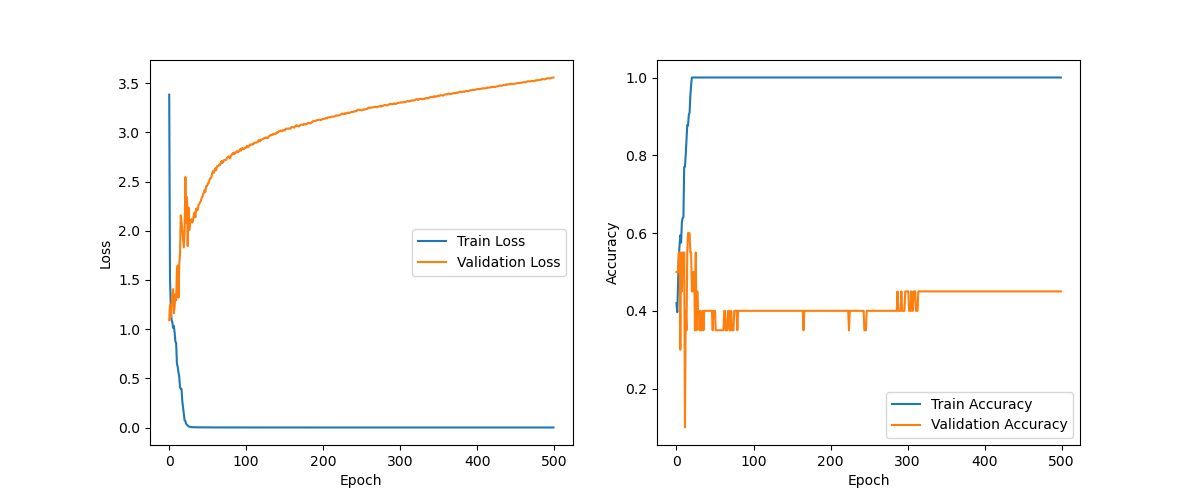 3.5
3.0
2.5
2.0
1.5
1.0
0.5
0.0
Loss
Train Loss
Validation Loss
0 100 200 300 400 500
Epoch
1.0
0.8
0.6
0.4
0.2
Accuracy
Train Accuracy
Validation Accuracy
0 100 200 300 400 500
Epoch